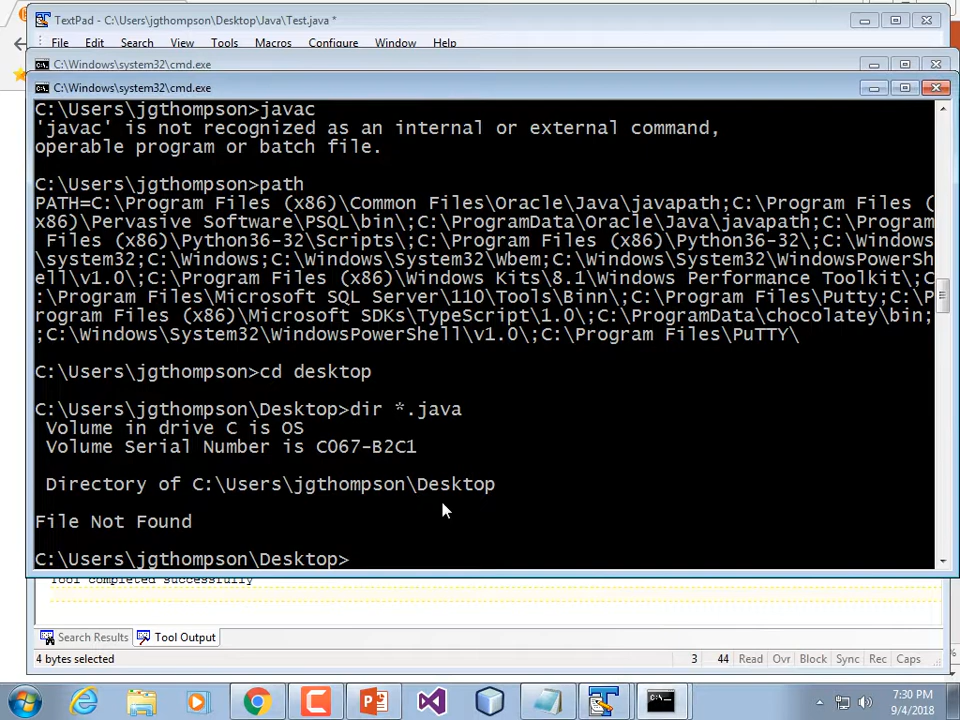 TextPad - C:\Users\jgthompson\Desktop\Java\Test.java *
File Edit Search View Tools Macros Configure Window Help
C:\Windows\system32\cmd.exe
C:\Windows\system32\cmd.exe
C:\Users\jgthompson>javac
'javac' is not recognized as an internal or external command,
operable program or batch file.
C:\Users\jgthompson>path
PATH=C:\Program Files (x86)\Common Files\Oracle\Java\javapath;C:\Program Files (
x86)\Pervasive Software\PSQL\bin\;C:\ProgramData\Oracle\Java\javapath;C:\Program
Files (x86)\Python36-32\Scripts\;C:\Program Files (x86)\Python36-32\;C:\Windows
\system32;C:\Windows;C:\Windows\System32\Wbem;C:\Windows\System32\WindowsPowerSh
ell\v1.0\;C:\Program Files (x86)\Windows Kits\8.1\Windows Performance Toolkit\;C
:\Program Files\Microsoft SQL Server\110\Tools\Binn\;C:\Program Files\Putty;C:\P
rogram Files (x86)\Microsoft SDKs\TypeScript\1.0\;C:\ProgramData\chocolatey\bin;
;C:\Windows\System32\WindowsPowerShell\v1.0\;C:\Program Files\PuTTY\
C:\Users\jgthompson>cd desktop
C:\Users\jgthompson\Desktop>dir *.java
Volume in drive C is OS
Volume Serial Number is C067-B2C1
Directory of C:\Users\jgthompson\Desktop
File Not Found
C:\Users\jgthompson\Desktop>
Tool completed successfully
Search Results Tool Output
4 bytes selected 3 44 Read Ovr Block Sync Rec Caps
7:30 PM
9/4/2018